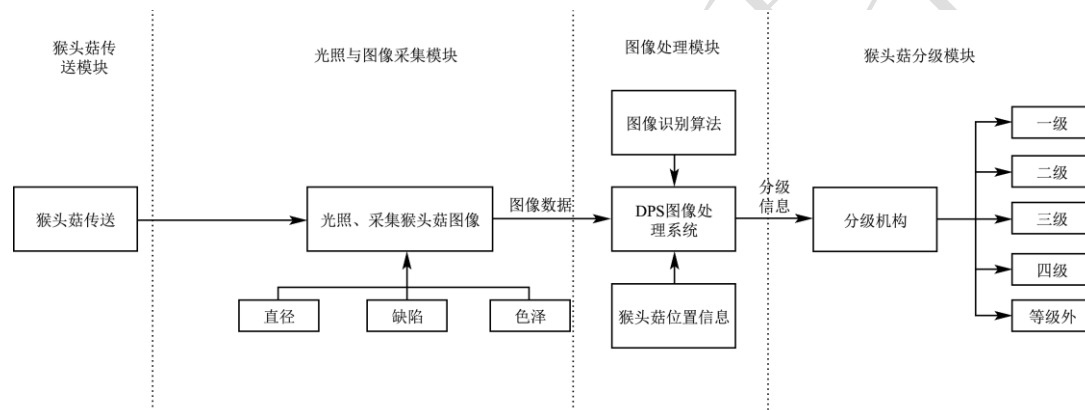 猴头菇传
送模块
光照与图像采集模块
图像处理模块
猴头菇分级模块
猴头菇传送
光照、采集猴头菇图像
直径
缺陷
色泽
图像数据
图像识别算法
DPS图像处
理系统
猴头菇位置信息
分级
信息
分级机构
一级
二级
三级
四级
等级外